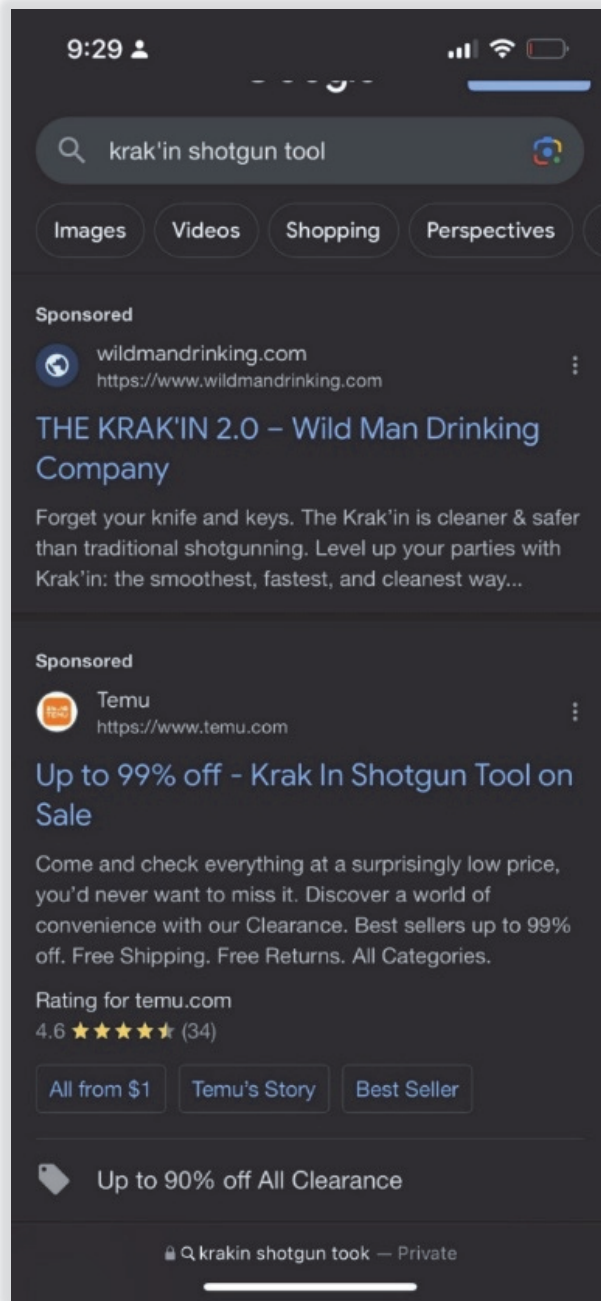 9:29
krak'in shotgun tool
Images Videos Shopping Perspectives
Sponsored
wildmandrinking.com
https://www.wildmandrinking.com
THE KRAK'IN 2.0 – Wild Man Drinking
Company
Forget your knife and keys. The Krak'in is cleaner & safer
than traditional shotgunning. Level up your parties with
Krak'in: the smoothest, fastest, and cleanest way...
Sponsored
Temu
https://www.temu.com
Up to 99% off - Krak In Shotgun Tool on
Sale
Come and check everything at a surprisingly low price,
you'd never want to miss it. Discover a world of
convenience with our Clearance. Best sellers up to 99%
off. Free Shipping. Free Returns. All Categories.
Rating for temu.com
4.6 ★★★★★ (34)
All from $1 Temu's Story Best Seller
Up to 90% off All Clearance
krakin shotgun took — Private